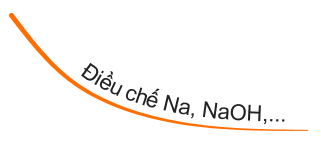 Điều chế Na, NaOH,...